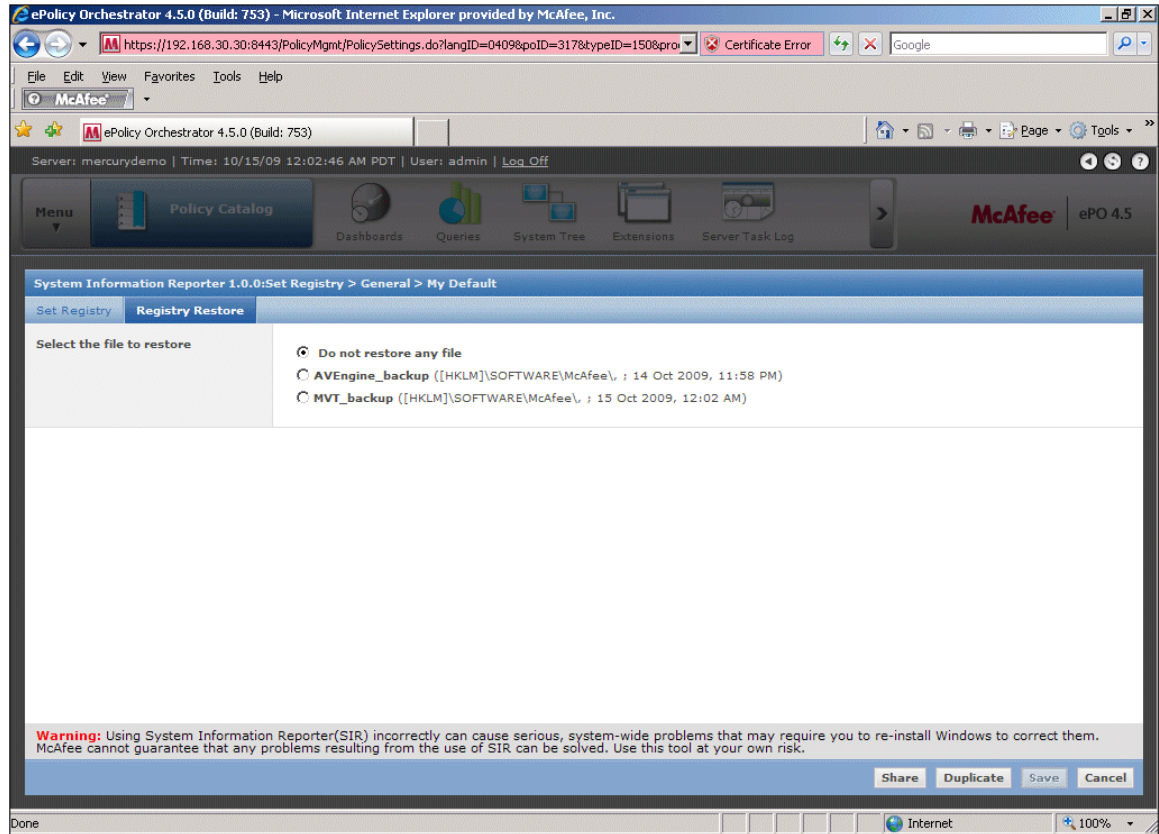 ePolicy Orchestrator 4.5.0 (Build: 753) - Microsoft Internet Explorer provided by McAfee, Inc.
https://192.168.30.30:8443/PolicyMgmt/PolicySettings.do?langID=0409&poID=317&typeID=150&pro Certificate Error Google
File Edit View Favorites Tools Help
McAfee
ePolicy Orchestrator 4.5.0 (Build: 753) Page Tools »
Server: mercurydemo | Time: 10/15/09 12:02:46 AM PDT | User: admin | Log Off
Menu Policy Catalog Dashboards Queries System Tree Extensions Server Task Log > McAfee ePO 4.5
System Information Reporter 1.0.0:Set Registry > General > My Default
Set Registry Registry Restore
Select the file to restore
Do not restore any file
AVEngine_backup ([HKLM]\SOFTWARE\McAfee\, ; 14 Oct 2009, 11:58 PM)
MVT_backup ([HKLM]\SOFTWARE\McAfee\, ; 15 Oct 2009, 12:02 AM)
Warning: Using System Information Reporter(SIR) incorrectly can cause serious, system-wide problems that may require you to re-install Windows to correct them.
McAfee cannot guarantee that any problems resulting from the use of SIR can be solved. Use this tool at your own risk.
Share Duplicate Save Cancel
Done Internet 100%